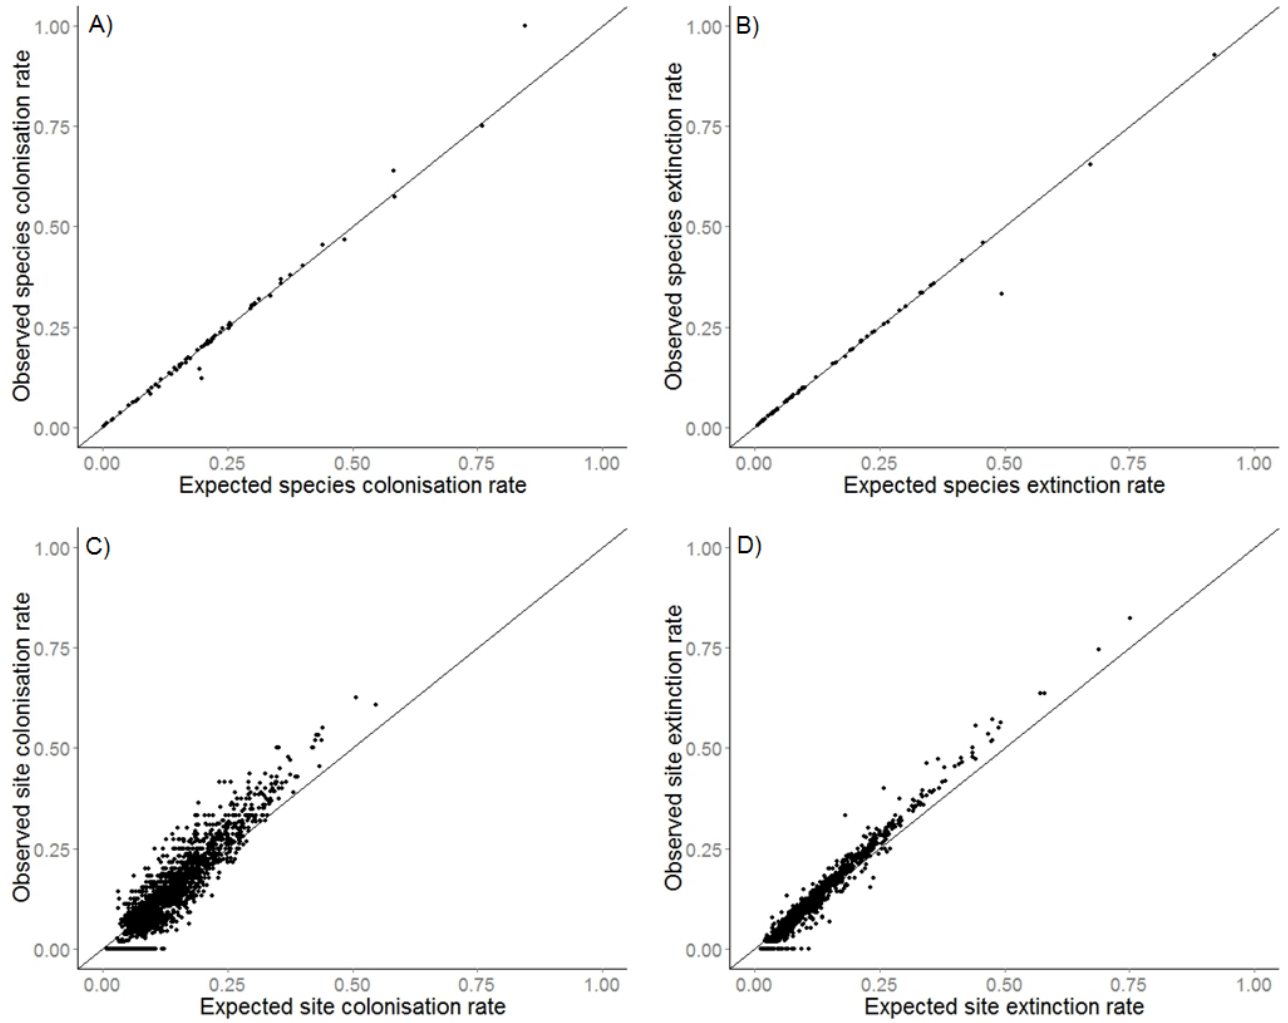 A)
Observed species colonisation rate
1.00
0.75
0.50
0.25
0.00
0.00 0.25 0.50 0.75 1.00
Expected species colonisation rate
B)
Observed species extinction rate
1.00
0.75
0.50
0.25
0.00
0.00 0.25 0.50 0.75 1.00
Expected species extinction rate
C)
Observed site colonisation rate
1.00
0.75
0.50
0.25
0.00
0.00 0.25 0.50 0.75 1.00
Expected site colonisation rate
D)
Observed site extinction rate
1.00
0.75
0.50
0.25
0.00
0.00 0.25 0.50 0.75 1.00
Expected site extinction rate